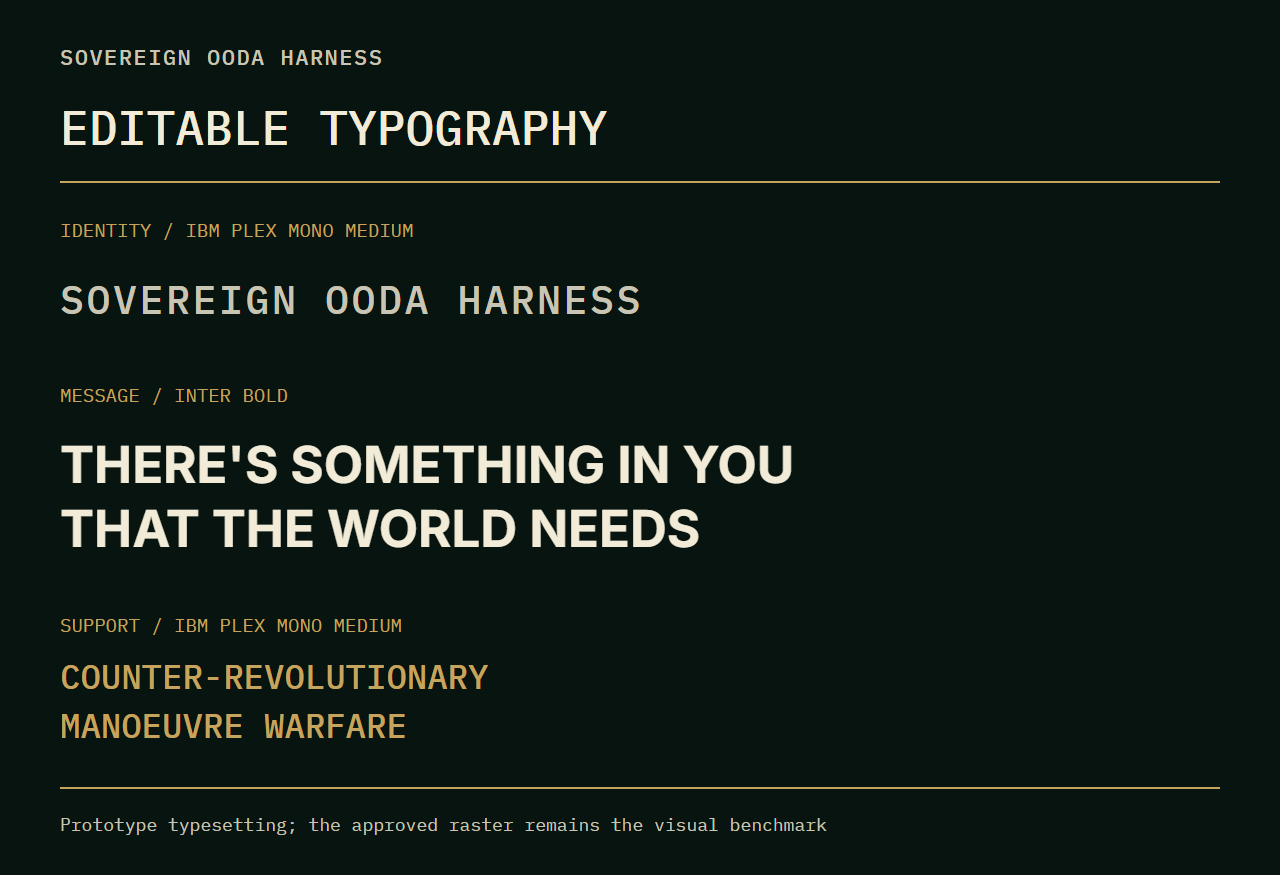 SOVEREIGN OODA HARNESS
EDITABLE TYPOGRAPHY
IDENTITY / IBM PLEX MONO MEDIUM
SOVEREIGN OODA HARNESS
MESSAGE / INTER BOLD
THERE'S SOMETHING IN YOU
THAT THE WORLD NEEDS
SUPPORT / IBM PLEX MONO MEDIUM
COUNTER-REVOLUTIONARY
MANOEUVRE WARFARE
Prototype typesetting; the approved raster remains the visual benchmark